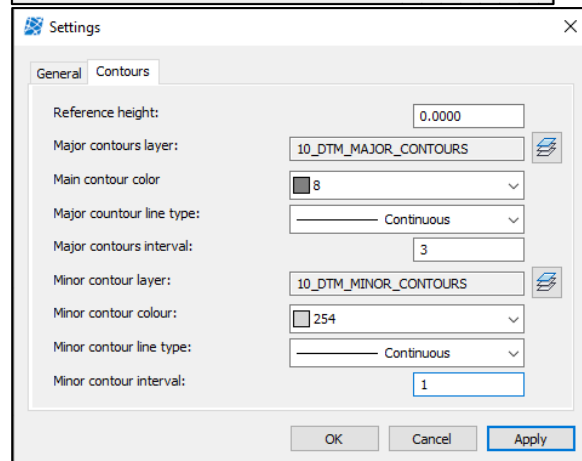 Settings
General Contours
Reference height: 0.0000
Major contours layer: 10_DTM_MAJOR_CONTOURS
Main contour color 8
Major countour line type: Continuous
Major contours interval: 3
Minor contour layer: 10_DTM_MINOR_CONTOURS
Minor contour colour: 254
Minor contour line type: Continuous
Minor contour interval: 1
OK Cancel Apply